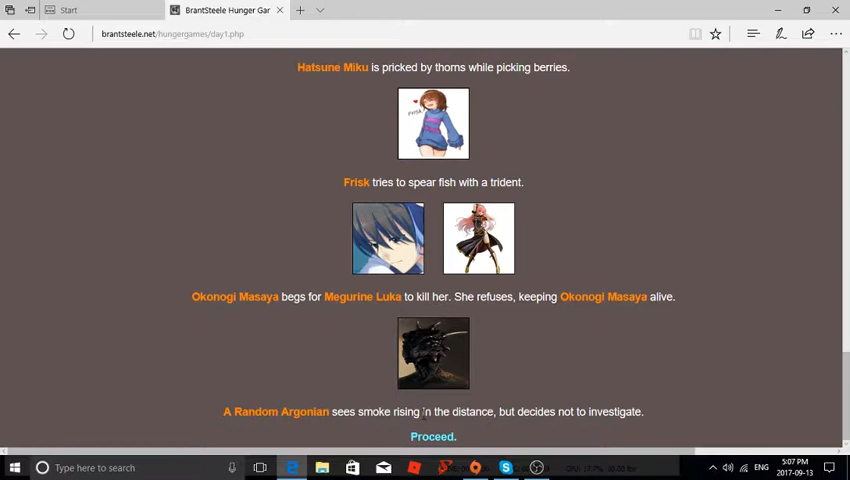 Start
BrantSteele Hunger Gar
brantsteele.net/hungergames/day1.php
Hatsune Miku is pricked by thorns while picking berries.
FRISK
Frisk tries to spear fish with a trident.
Okonogi Masaya begs for Megurine Luka to kill her. She refuses, keeping Okonogi Masaya alive.
A Random Argonian sees smoke rising in the distance, but decides not to investigate.
Proceed.
Type here to search
ENG
5:07 PM
2017-09-13